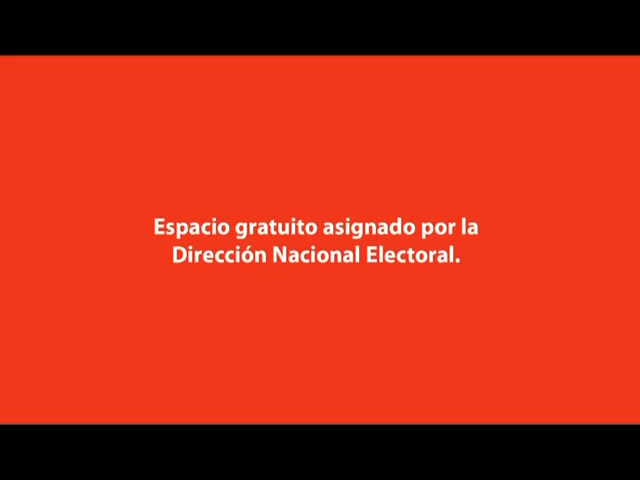 Espacio gratuito asignado por la
Dirección Nacional Electoral.